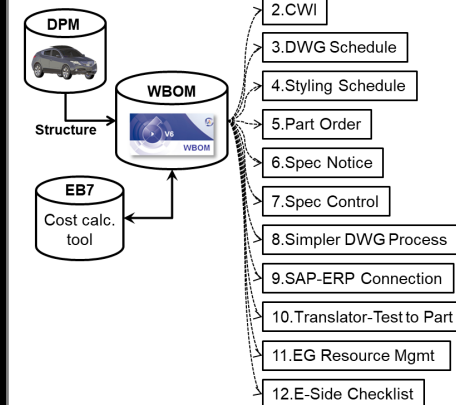 DPM
Structure
WBOM
V6
WBOM
EB7
Cost calc.
tool
2.CWI
3.DWG Schedule
4.Styling Schedule
5.Part Order
6.Spec Notice
7.Spec Control
8.Simpler DWG Process
9.SAP-ERP Connection
10.Translator-Test to Part
11.EG Resource Mgmt
12.E-Side Checklist